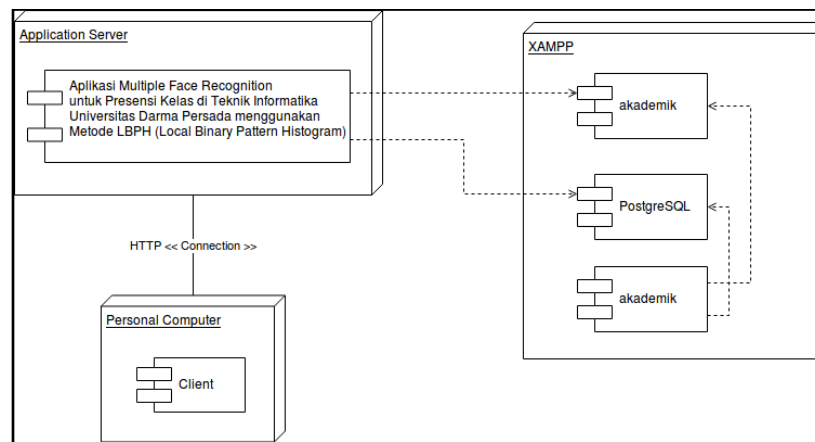 Application Server
Aplikasi Multiple Face Recognition
untuk Presensi Kelas di Teknik Informatika
Universitas Darma Persada menggunakan
Metode LBPH (Local Binary Pattern Histogram)
HTTP << Connection >>
Personal Computer
Client
XAMPP
akademik
PostgreSQL
akademik